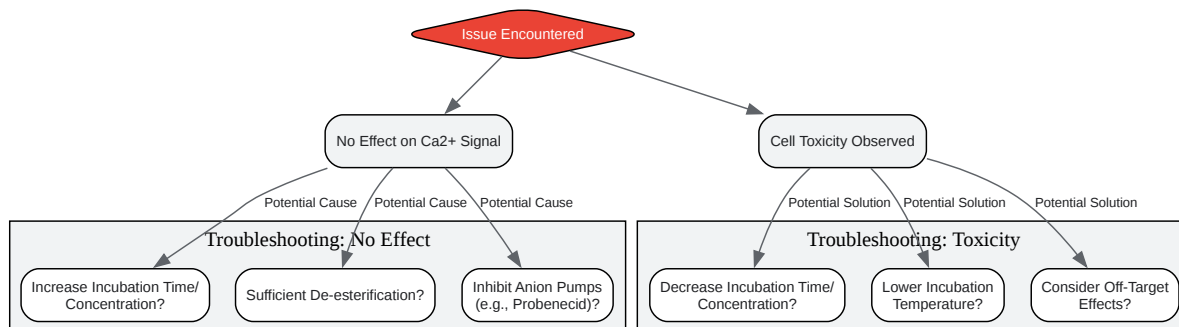 Issue Encountered
No Effect on Ca2+ Signal
Cell Toxicity Observed
Potential Cause
Potential Cause
Potential Cause
Potential Solution
Potential Solution
Potential Solution
Troubleshooting: No Effect
Troubleshooting: Toxicity
Increase Incubation Time/
Concentration?
Sufficient De-esterification?
Inhibit Anion Pumps
(e.g., Probenecid)?
Decrease Incubation Time/
Concentration?
Lower Incubation
Temperature?
Consider Off-Target
Effects?